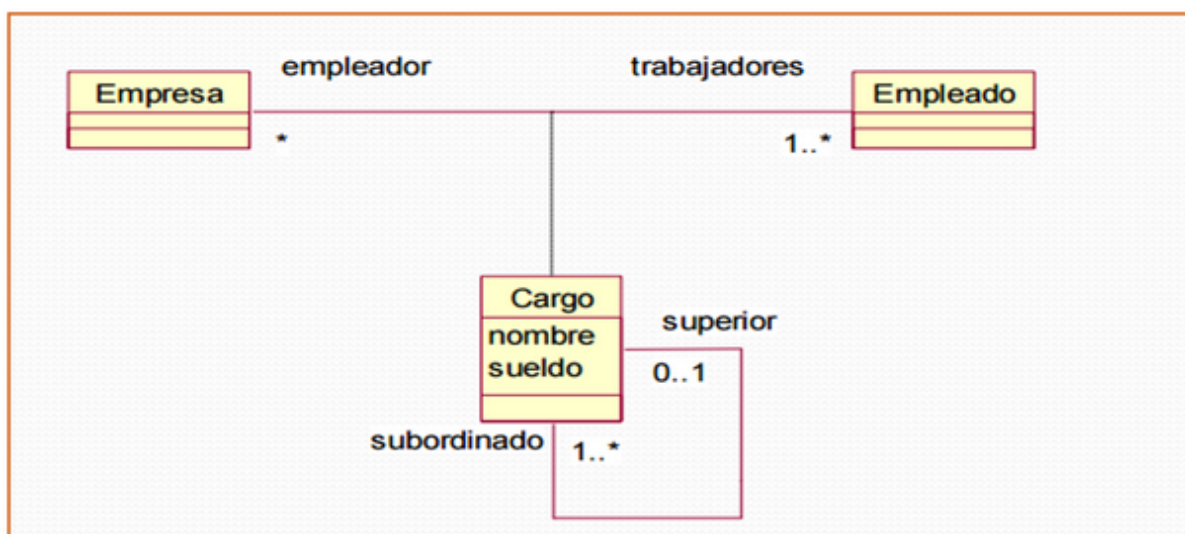 empleador
trabajadores
Empresa
Empleado
*
1..*
Cargo
nombre
sueldo
superior
0..1
subordinado
1..*